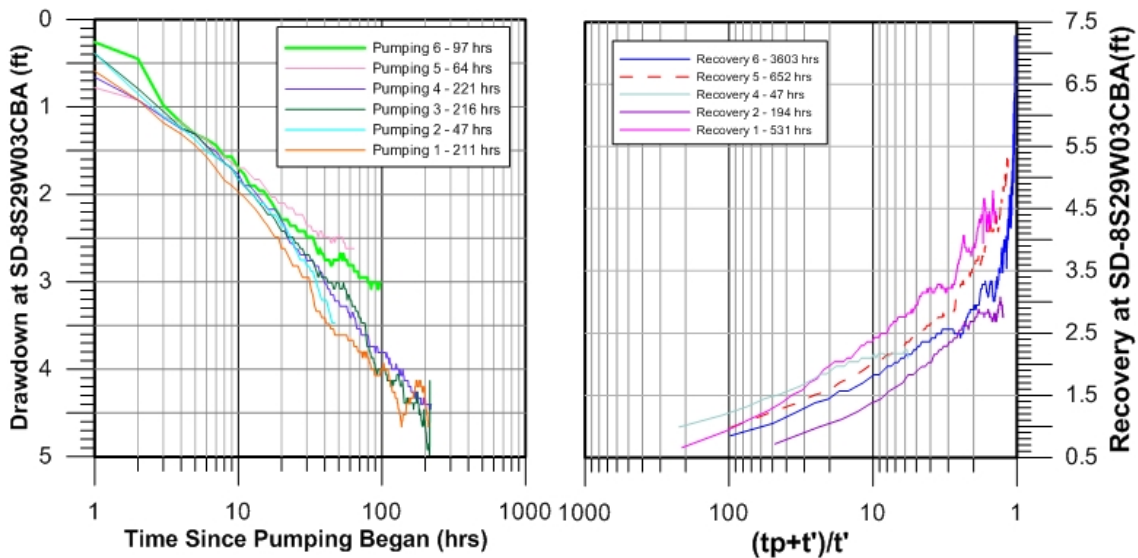 0
1
2
3
4
5
Drawdown at SD-8S29W03CBA (ft)
Pumping 6 - 97 hrs
Pumping 5 - 64 hrs
Pumping 4 - 221 hrs
Pumping 3 - 216 hrs
Pumping 2 - 47 hrs
Pumping 1 - 211 hrs
1
10
100
1000
Time Since Pumping Began (hrs)
Recovery 6 - 3603 hrs
Recovery 5 - 652 hrs
Recovery 4 - 47 hrs
Recovery 2 - 194 hrs
Recovery 1 - 531 hrs
7.5
6.5
5.5
4.5
3.5
2.5
1.5
0.5
Recovery at SD-8S29W03CBA(ft)
1000
100
10
1
(tp+t')/t'